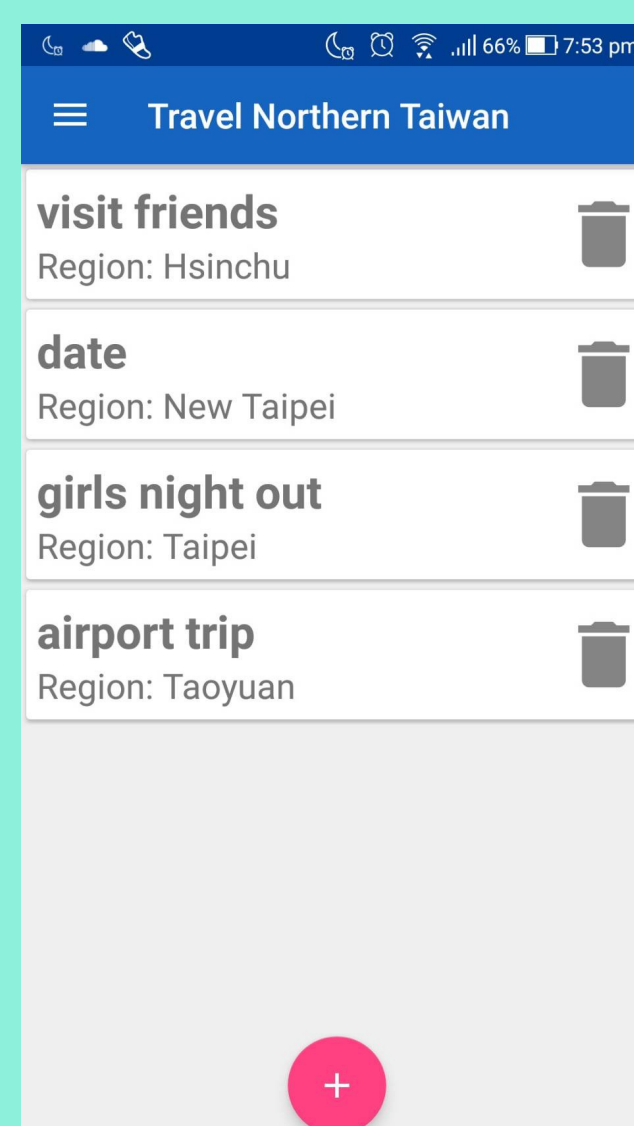 66% 7:53 pm
Travel Northern Taiwan
visit friends
Region: Hsinchu
date
Region: New Taipei
girls night out
Region: Taipei
airport trip
Region: Taoyuan
+